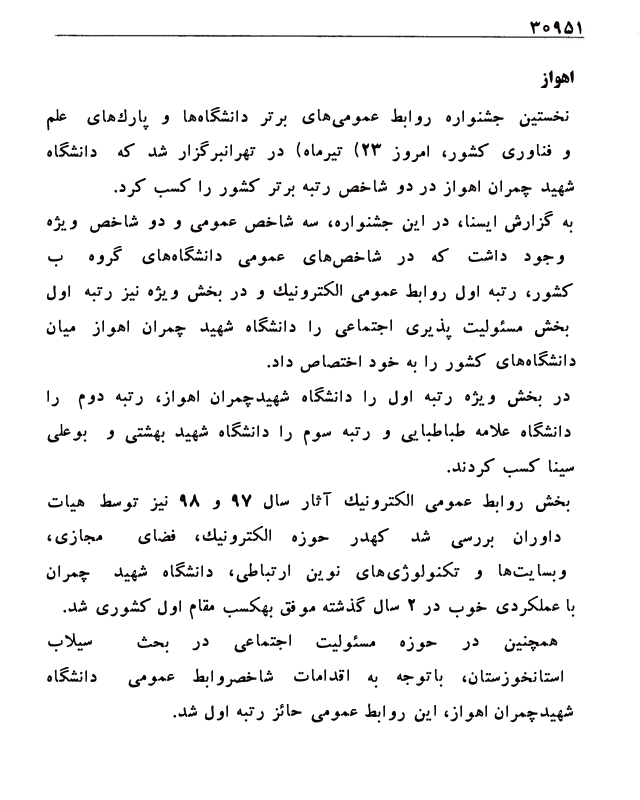 ۳۰۹۵۱
اهواز
نخستین جشنواره روابط عمومی‌های برتر دانشگاه‌ها و پارك‌های علم
و فناوری کشور، امروز ۲۳) تیرماه) در تهرانبرگزار شد که دانشگاه
شهید چمران اهواز در دو شاخص رتبه برتر کشور را کسب کرد.
به گزارش ایسنا، در این جشنواره، سه شاخص عمومی و دو شاخص ویژه
وجود داشت که در شاخص‌های عمومی دانشگاه‌های گروه ب
کشور، رتبه اول روابط عمومی الکترونیك و در بخش ویژه نیز رتبه اول
بخش مسئولیت پذیری اجتماعی را دانشگاه شهید چمران اهواز میان
دانشگاه‌های کشور را به خود اختصاص داد.
در بخش ویژه رتبه اول را دانشگاه شهیدچمران اهواز، رتبه دوم را
دانشگاه علامه طباطبایی و رتبه سوم را دانشگاه شهید بهشتی و بوعلی
سینا کسب کردند.
بخش روابط عمومی الکترونیك آثار سال ۹۷ و ۹۸ نیز توسط هیات
داوران بررسی شد کهدر حوزه الکترونیك، فضای مجازی،
وبسایت‌ها و تکنولوژی‌های نوین ارتباطی، دانشگاه شهید چمران
با عملکردی خوب در ۲ سال گذشته موفق بهکسب مقام اول کشوری شد.
همچنین در حوزه مسئولیت اجتماعی در بحث سیلاب
استانخوزستان، باتوجه به اقدامات شاخصروابط عمومی دانشگاه
شهیدچمران اهواز، این روابط عمومی حائز رتبه اول شد.